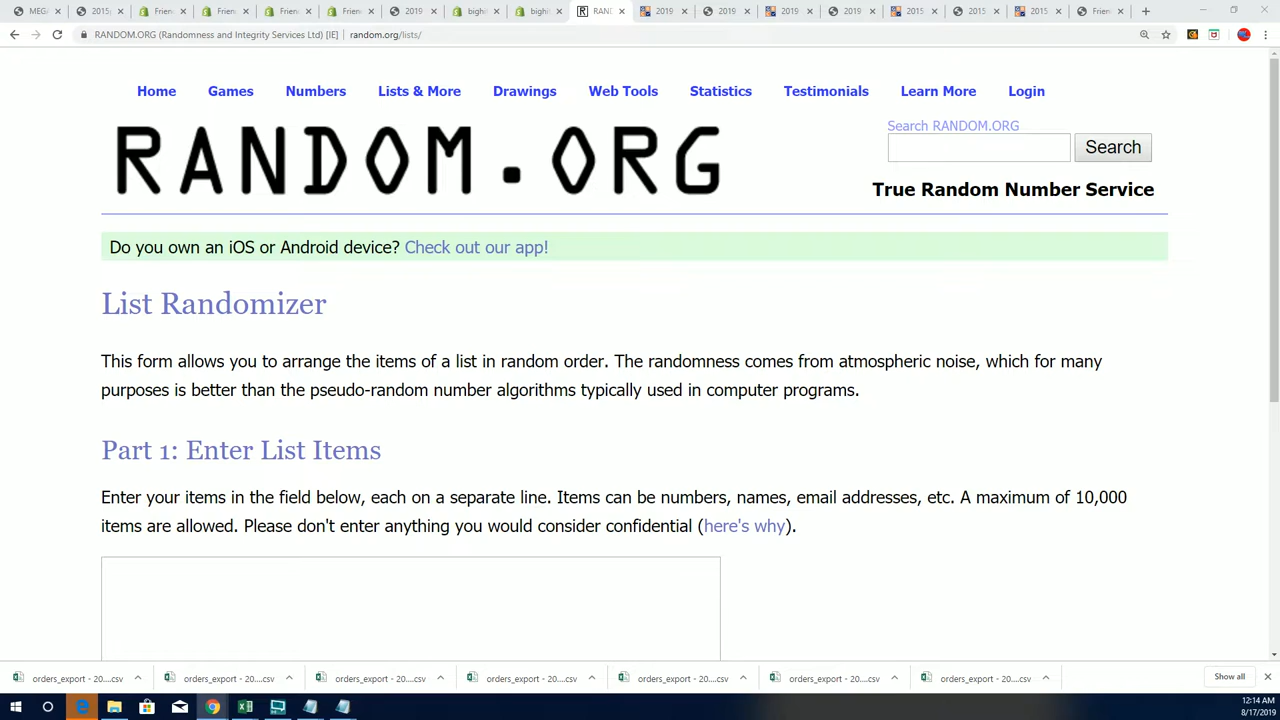 MEG
2015
Frien
Frien
Frien
Frien
2019
bighi
bighi
RAND
2019
2019
2019
2019
2015
2015
2015
Frien
RANDOM.ORG (Randomness and Integrity Services Ltd) [IE] | random.org/lists/
Home Games Numbers Lists & More Drawings Web Tools Statistics Testimonials Learn More Login
RANDOM.ORG
Search RANDOM.ORG
Search
True Random Number Service
Do you own an iOS or Android device? Check out our app!
List Randomizer
This form allows you to arrange the items of a list in random order. The randomness comes from atmospheric noise, which for many
purposes is better than the pseudo-random number algorithms typically used in computer programs.
Part 1: Enter List Items
Enter your items in the field below, each on a separate line. Items can be numbers, names, email addresses, etc. A maximum of 10,000
items are allowed. Please don't enter anything you would consider confidential (here's why).
orders_export - 20....csv
orders_export - 20....csv
orders_export - 20....csv
orders_export - 20....csv
orders_export - 20....csv
orders_export - 20....csv
orders_export - 20....csv
Show all
12:14 AM
8/17/2019